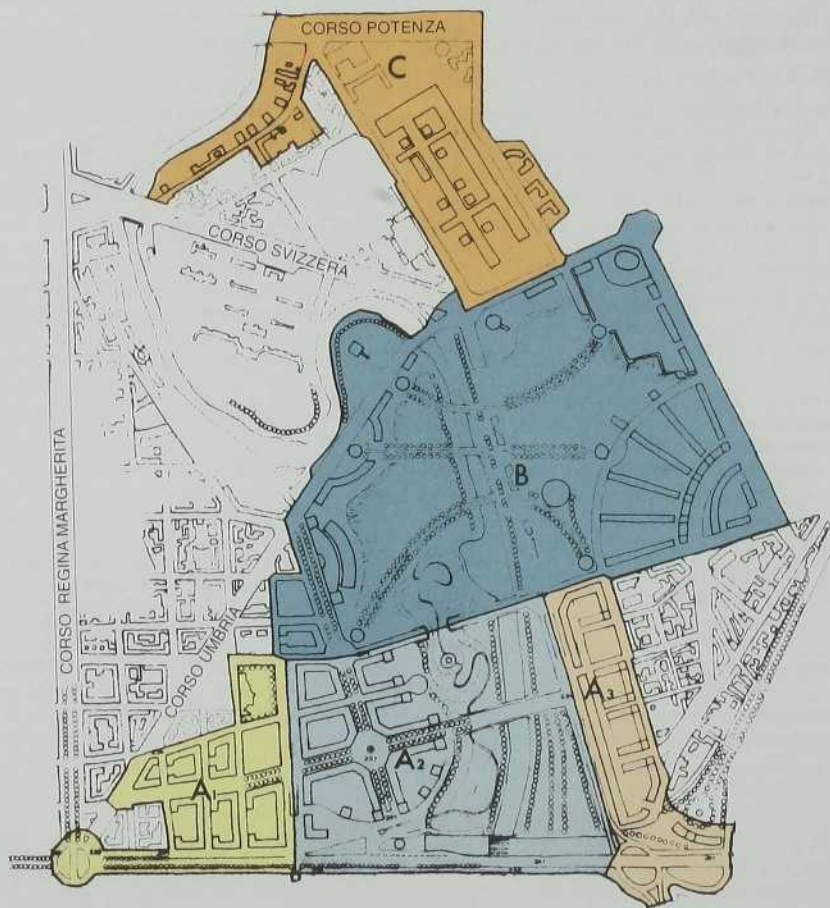 CORSO POTENZA
C
CORSO SVIZZERA
CORSO REGINA MARGHERITA
B
CORSO UMBRIA
A3
A1
A2